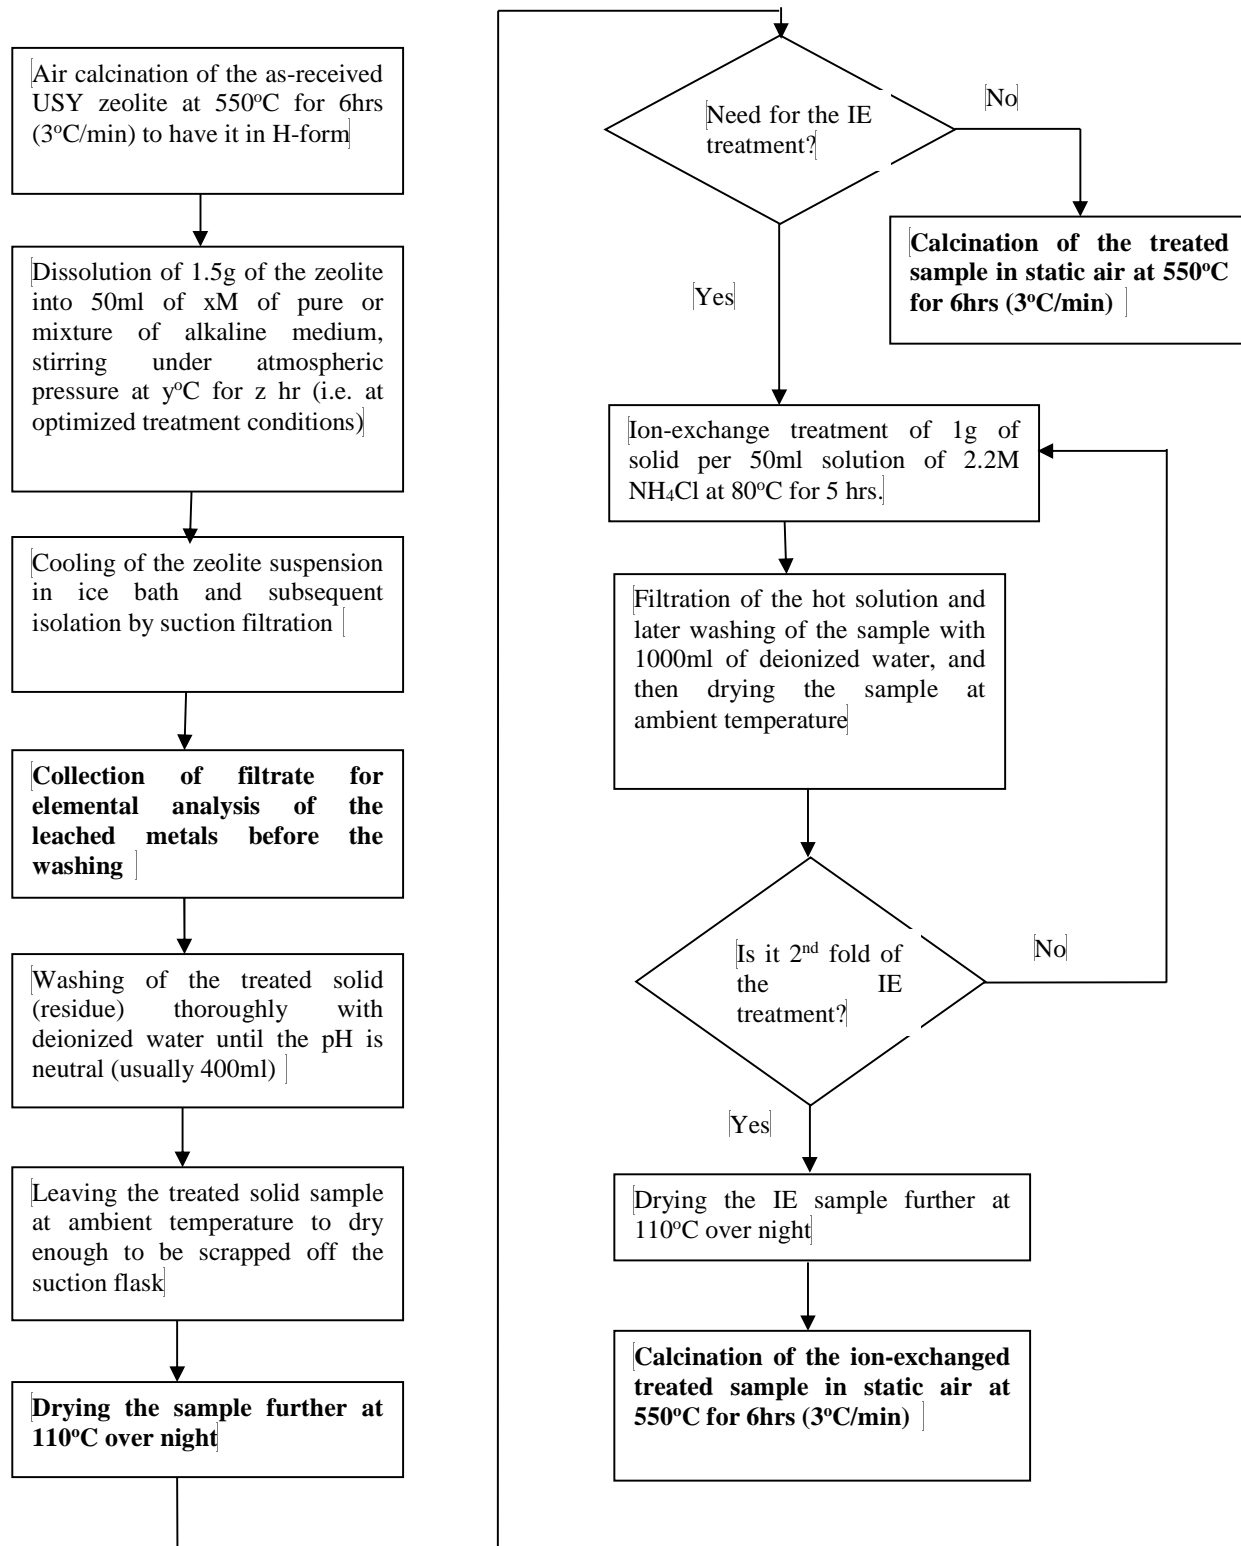 Air calcination of the as-received
USY zeolite at 550°C for 6hrs
(3°C/min) to have it in H-form
Dissolution of 1.5g of the zeolite
into 50ml of xM of pure or
mixture of alkaline medium,
stirring under atmospheric
pressure at y°C for z hr (i.e. at
optimized treatment conditions)
Cooling of the zeolite suspension
in ice bath and subsequent
isolation by suction filtration
Collection of filtrate for
elemental analysis of the
leached metals before the
washing
Washing of the treated solid
(residue) thoroughly with
deionized water until the pH is
neutral (usually 400ml)
Leaving the treated solid sample
at ambient temperature to dry
enough to be scrapped off the
suction flask
Drying the sample further at
110°C over night
Need for the IE
treatment?
No
Calcination of the treated
sample in static air at 550°C
for 6hrs (3°C/min)
Yes
Ion-exchange treatment of 1g of
solid per 50ml solution of 2.2M
NH₄Cl at 80°C for 5 hrs.
Filtration of the hot solution and
later washing of the sample with
1000ml of deionized water, and
then drying the sample at
ambient temperature
Is it 2ⁿᵈ fold of
the IE
treatment?
No
Yes
Drying the IE sample further at
110°C over night
Calcination of the ion-exchanged
treated sample in static air at
550°C for 6hrs (3°C/min)